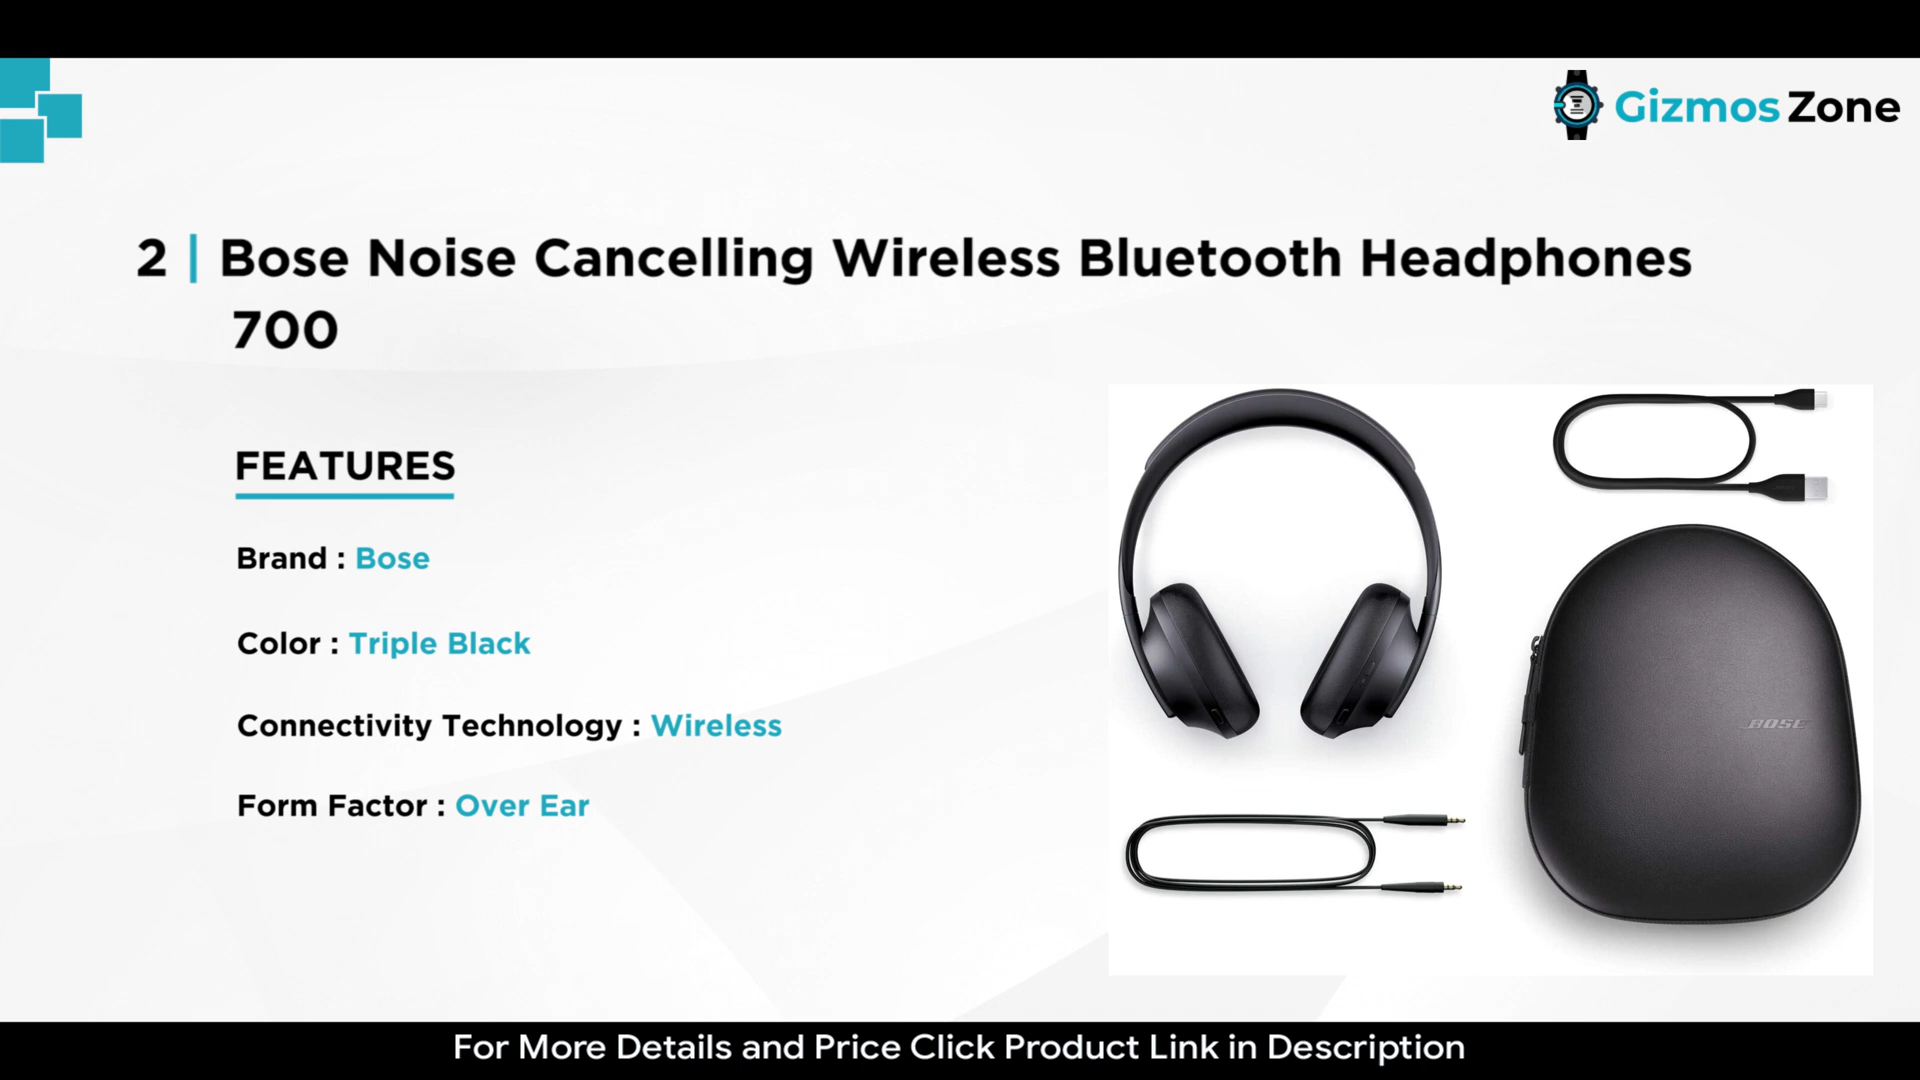 Gizmos Zone
2 | Bose Noise Cancelling Wireless Bluetooth Headphones
700
FEATURES
Brand : Bose
Color : Triple Black
Connectivity Technology : Wireless
Form Factor : Over Ear
BOSE
For More Details and Price Click Product Link in Description